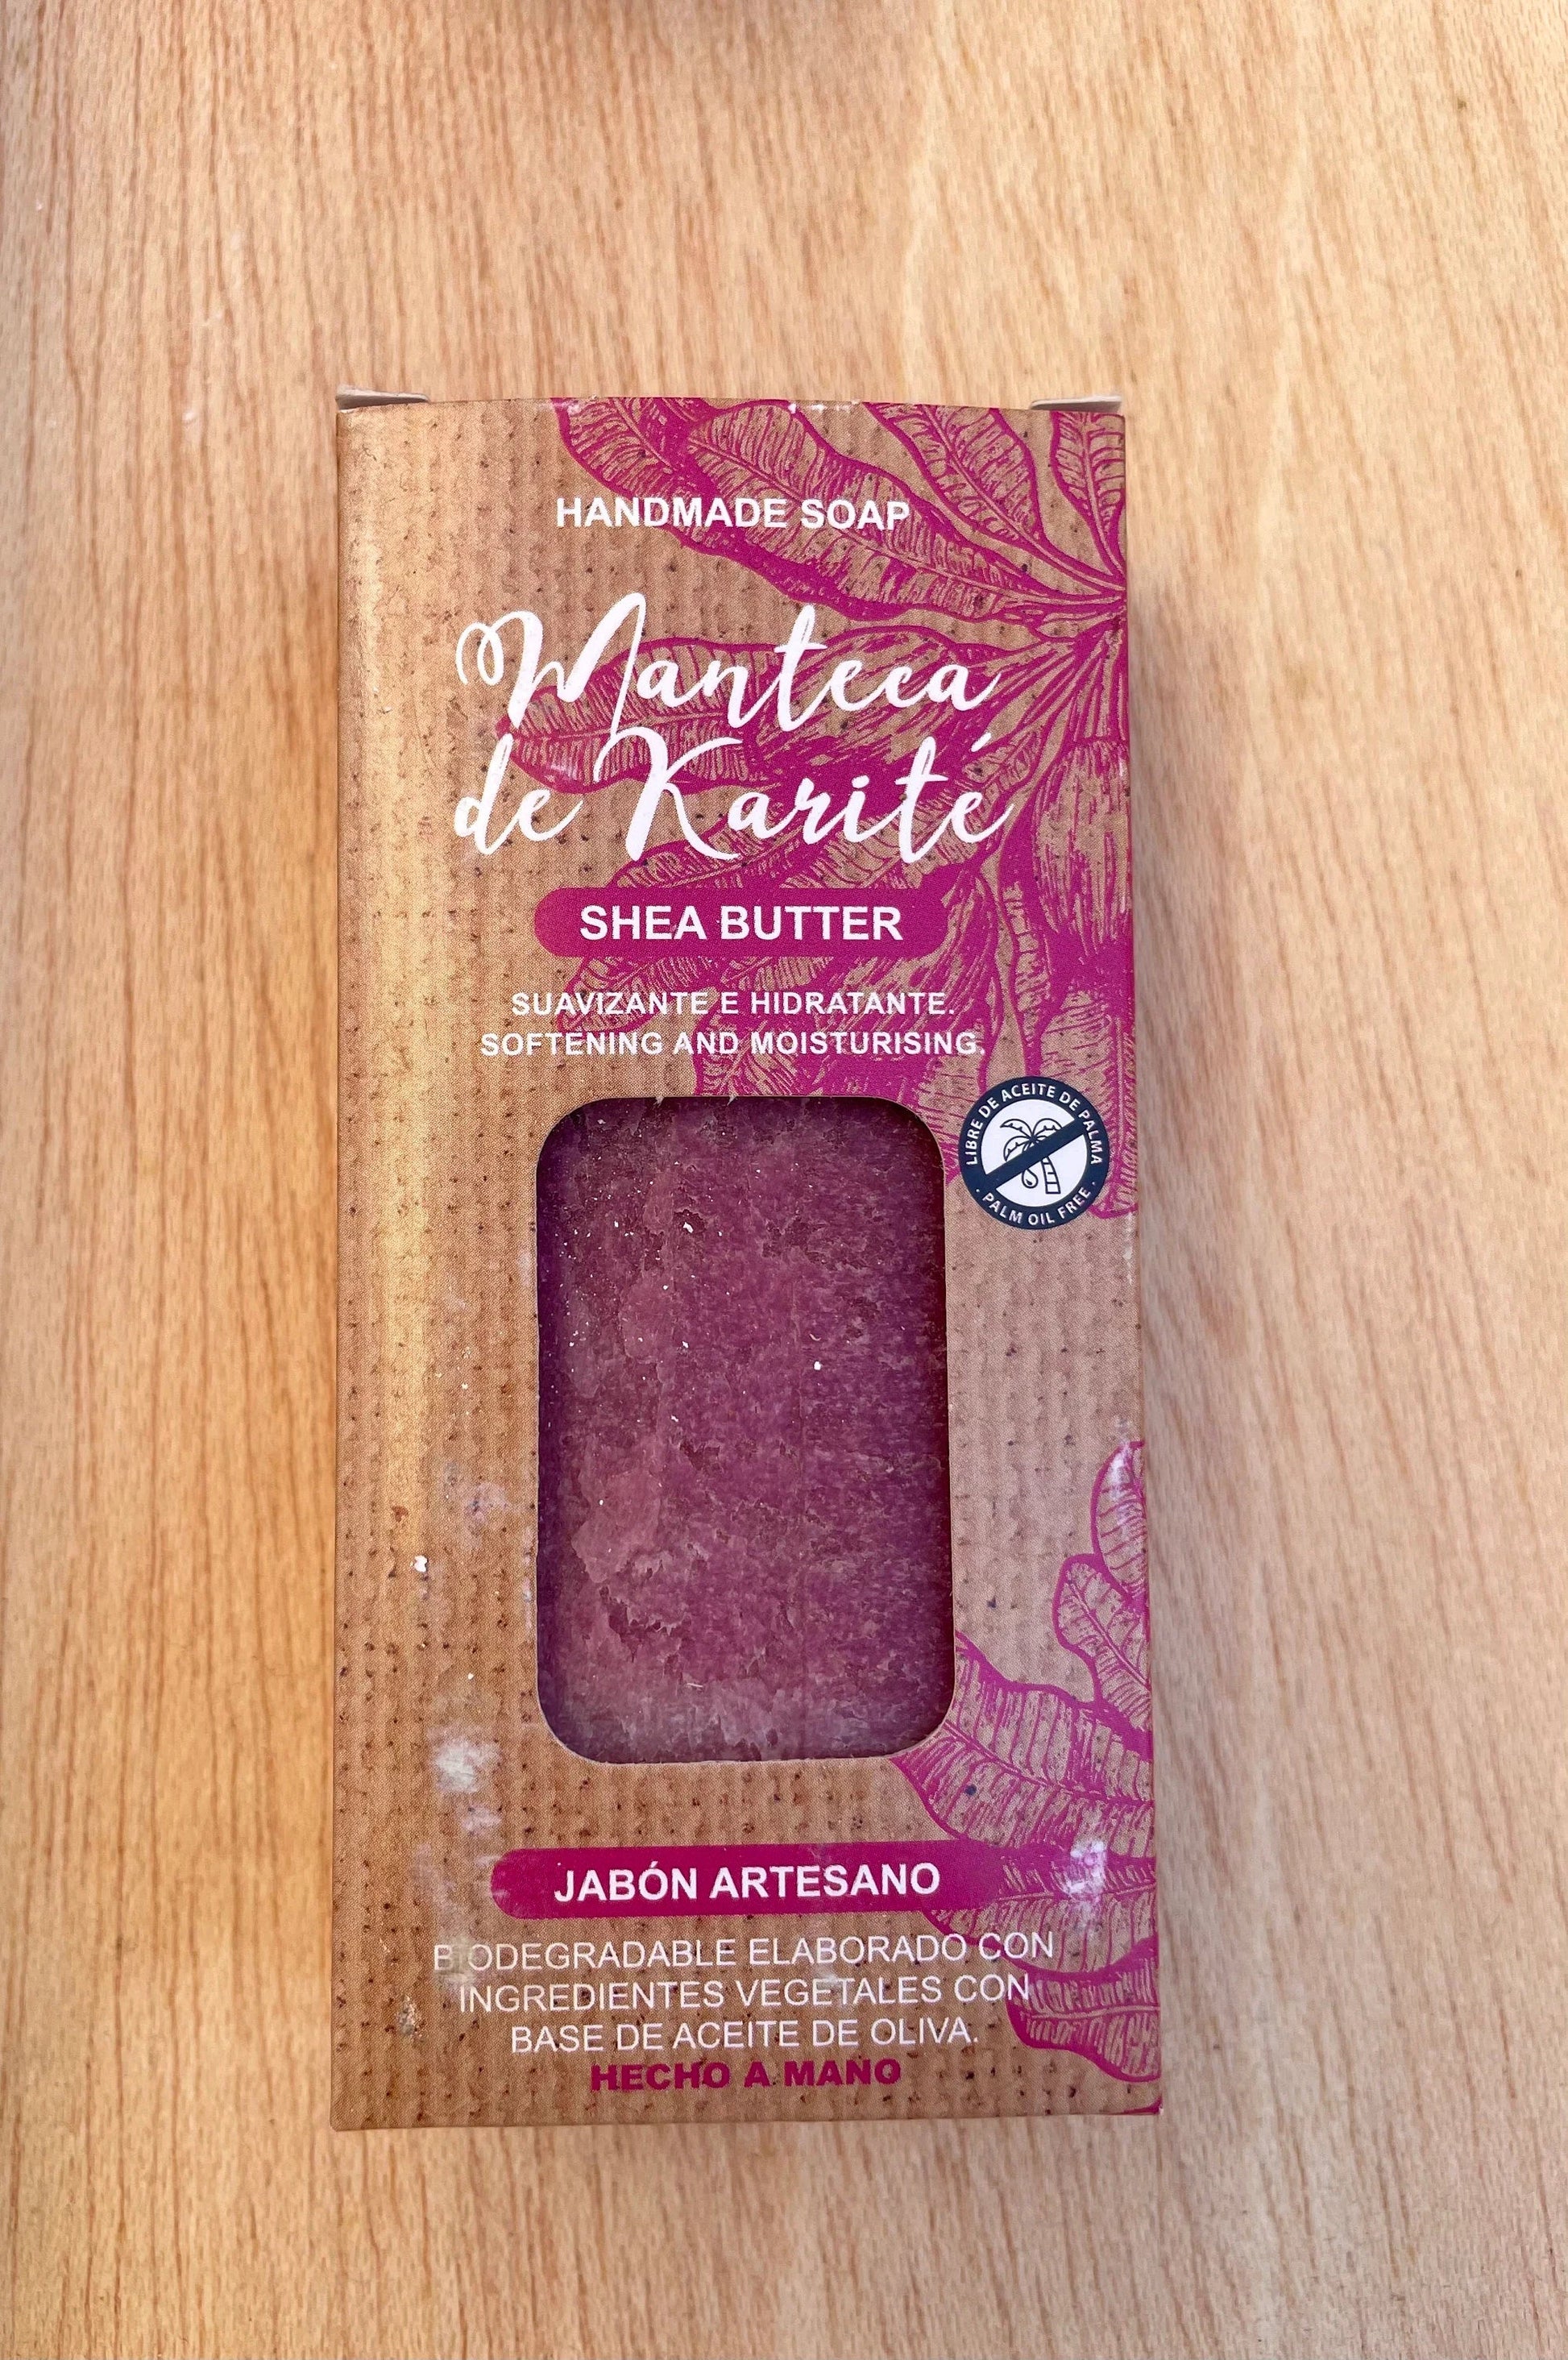 HANDMADE SOAP
Manteca
de Karité
SHEA BUTTER
SUAVIZANTE E HIDRATANTE.
SOFTENING AND MOISTURISING.
LIBRE DE ACEITE DE PALMA
· PALM OIL FREE ·
JABÓN ARTESANO
BIODEGRADABLE ELABORADO CON
INGREDIENTES VEGETALES CON
BASE DE ACEITE DE OLIVA.
HECHO A MANO